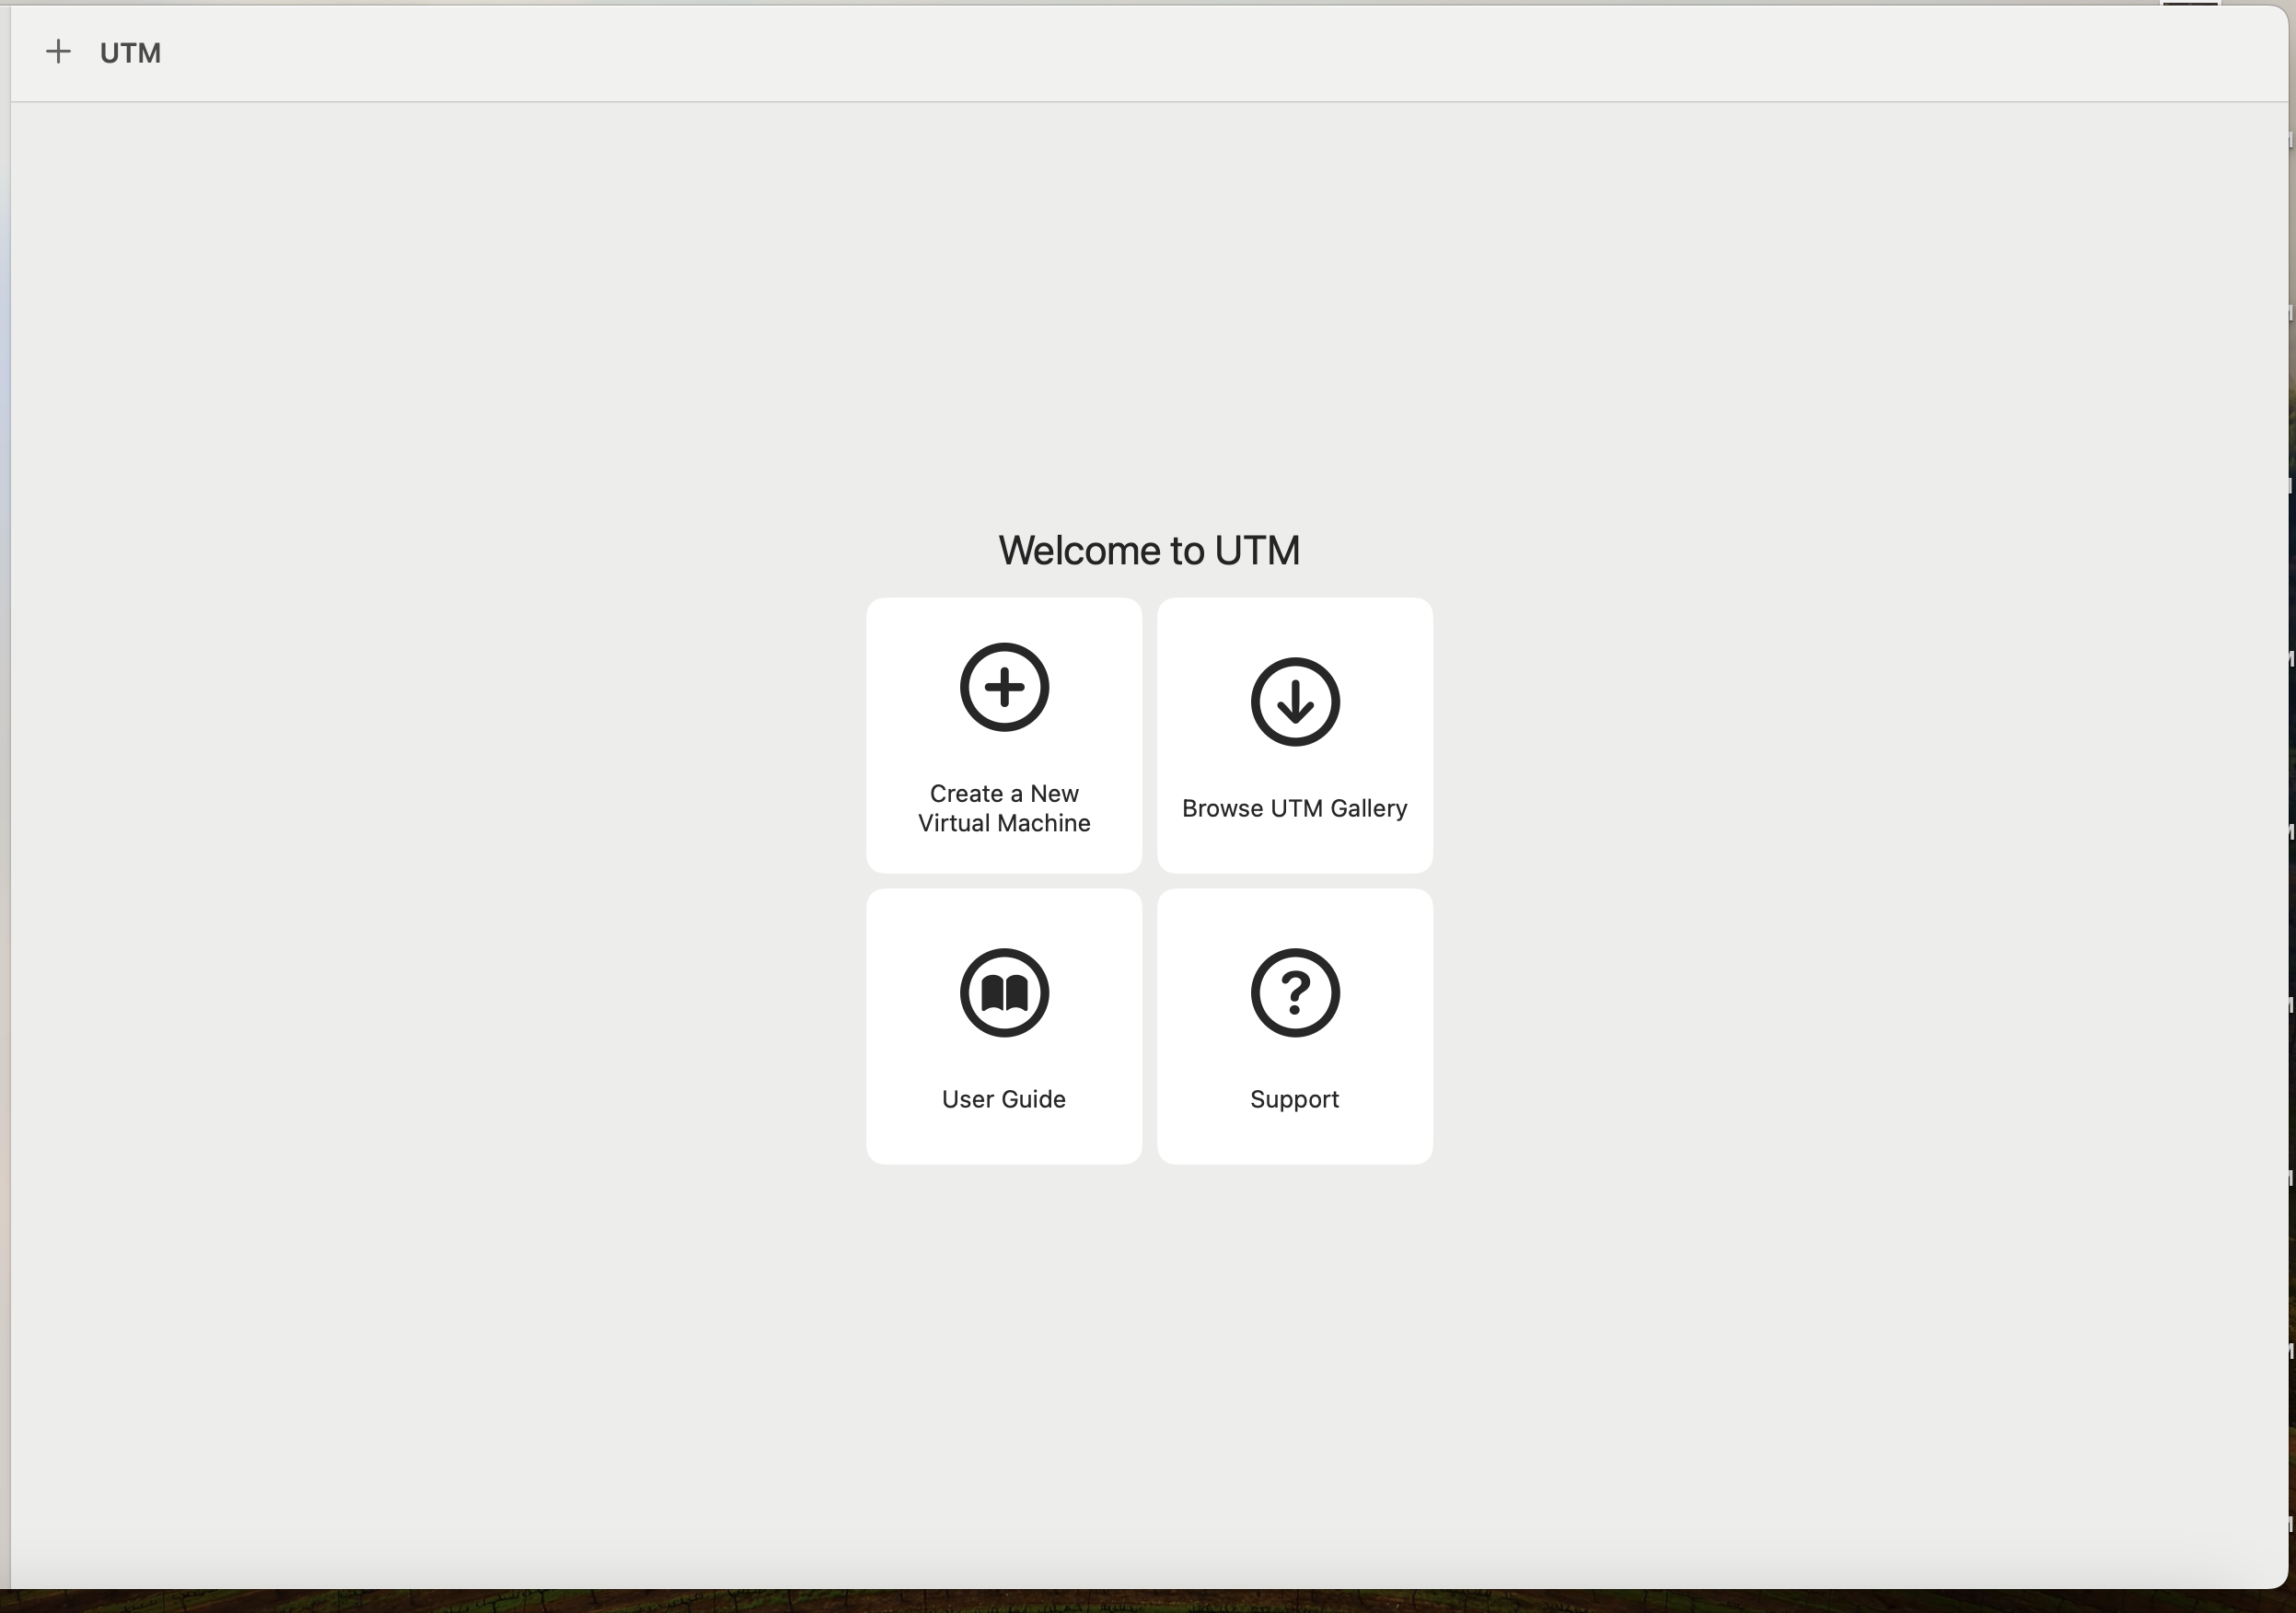 UTM
Welcome to UTM
Create a New
Virtual Machine
Browse UTM Gallery
User Guide
Support